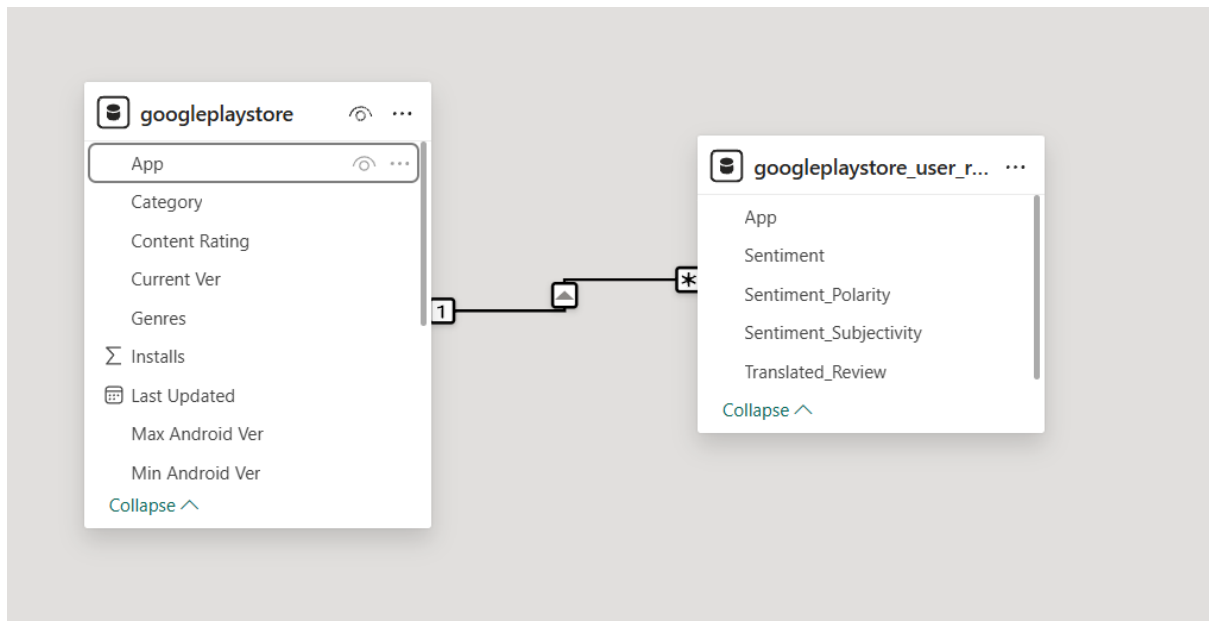 googleplaystore
App
Category
Content Rating
Current Ver
Genres
Installs
Last Updated
Max Android Ver
Min Android Ver
Collapse
1
*
googleplaystore_user_r...
App
Sentiment
Sentiment_Polarity
Sentiment_Subjectivity
Translated_Review
Collapse